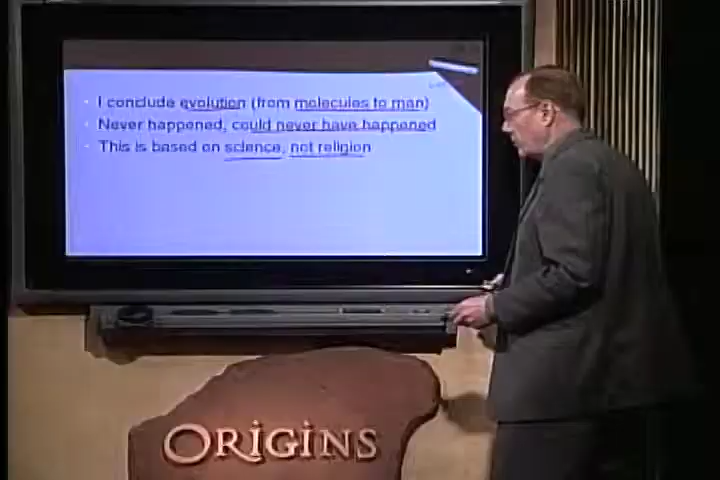 I conclude evolution (from molecules to man)
Never happened, could never have happened
This is based on science, not religion
ORiGiNS